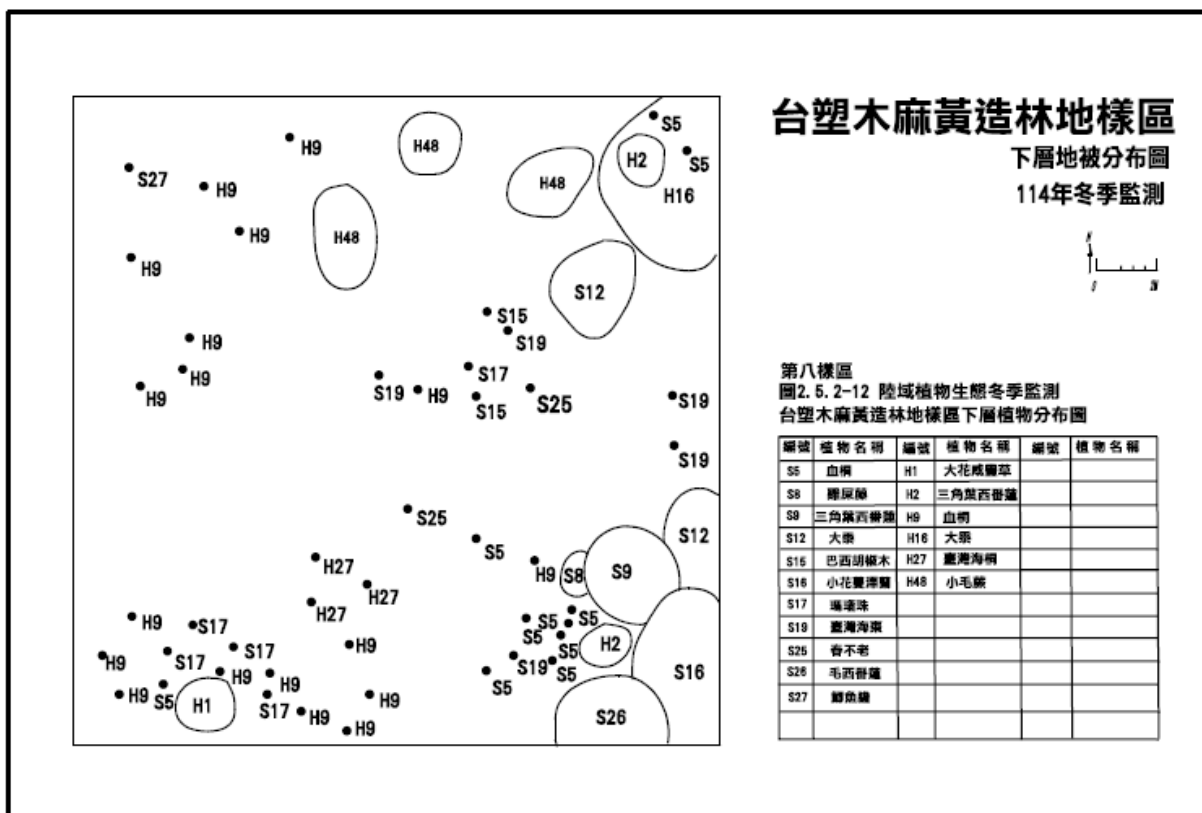 台塑木麻黃造林地樣區
下層地被分布圖
114年冬季監測
N
0
2M
S5
H9
H48
H2
S5
S27
H9
H48
H16
H9
H48
H9
S12
S15
S19
H9
S17
H9
S19
H9
S15
S25
S19
H9
S19
S25
S12
S5
H27
H9
S8
S9
H27
H27
H9
S17
S5
S5
S5
S17
H9
S5
H2
H9
S17
S19
S5
S16
H9
H9
S5
H9
S5
H1
S17
H9
H9
S26
H9
第八樣區
圖2.5.2-12 陸域植物生態冬季監測
台塑木麻黃造林地樣區下層植物分布圖
編號 植物名稱 編號 植物名稱 編號 植物名稱
S5 血桐 H1 大花咸豐草
S8 雞屎藤 H2 三角葉西番蓮
S9 三角葉西番蓮 H9 血桐
S12 大黍 H16 大黍
S15 巴西胡椒木 H27 臺灣海桐
S16 小花蔓澤蘭 H48 小毛蕨
S17 瑪瑙珠
S19 臺灣海棗
S25 春不老
S26 毛西番蓮
S27 鯽魚膽